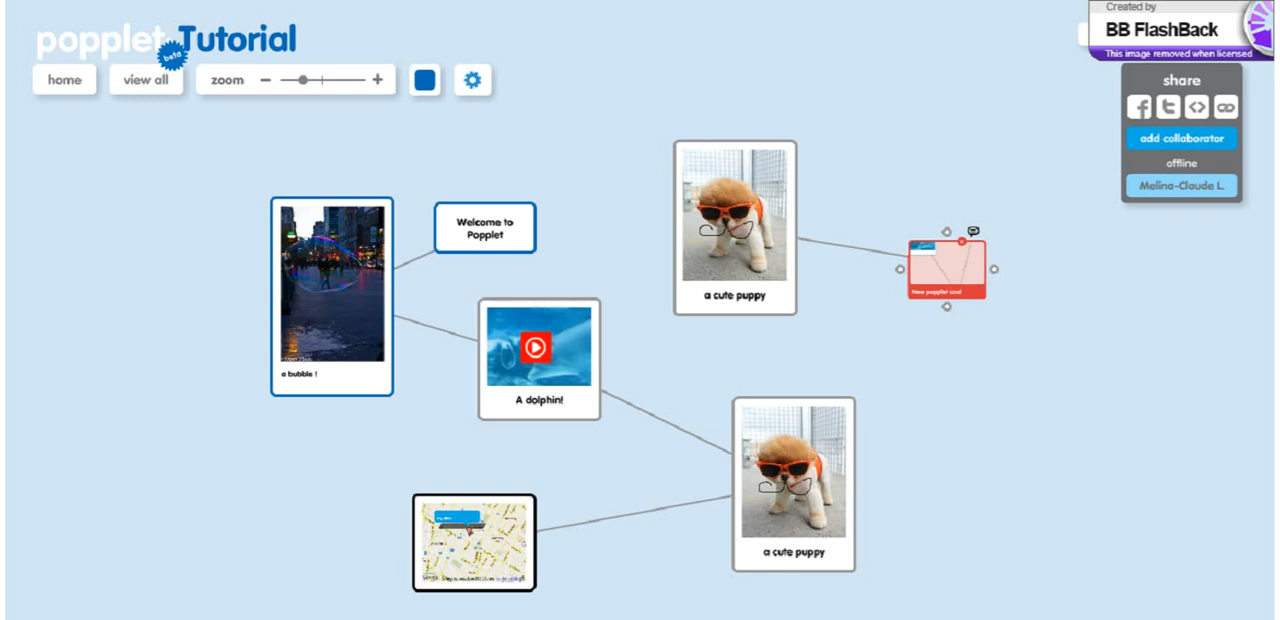 popplet Tutorial
beta
Created by
BB FlashBack
This image removed when licensed
home
view all
zoom
share
add collaborator
offline
Melina-Claude L.
Welcome to
Popplet
a cute puppy
New popplet cool
a bubble !
A dolphin!
a cute puppy